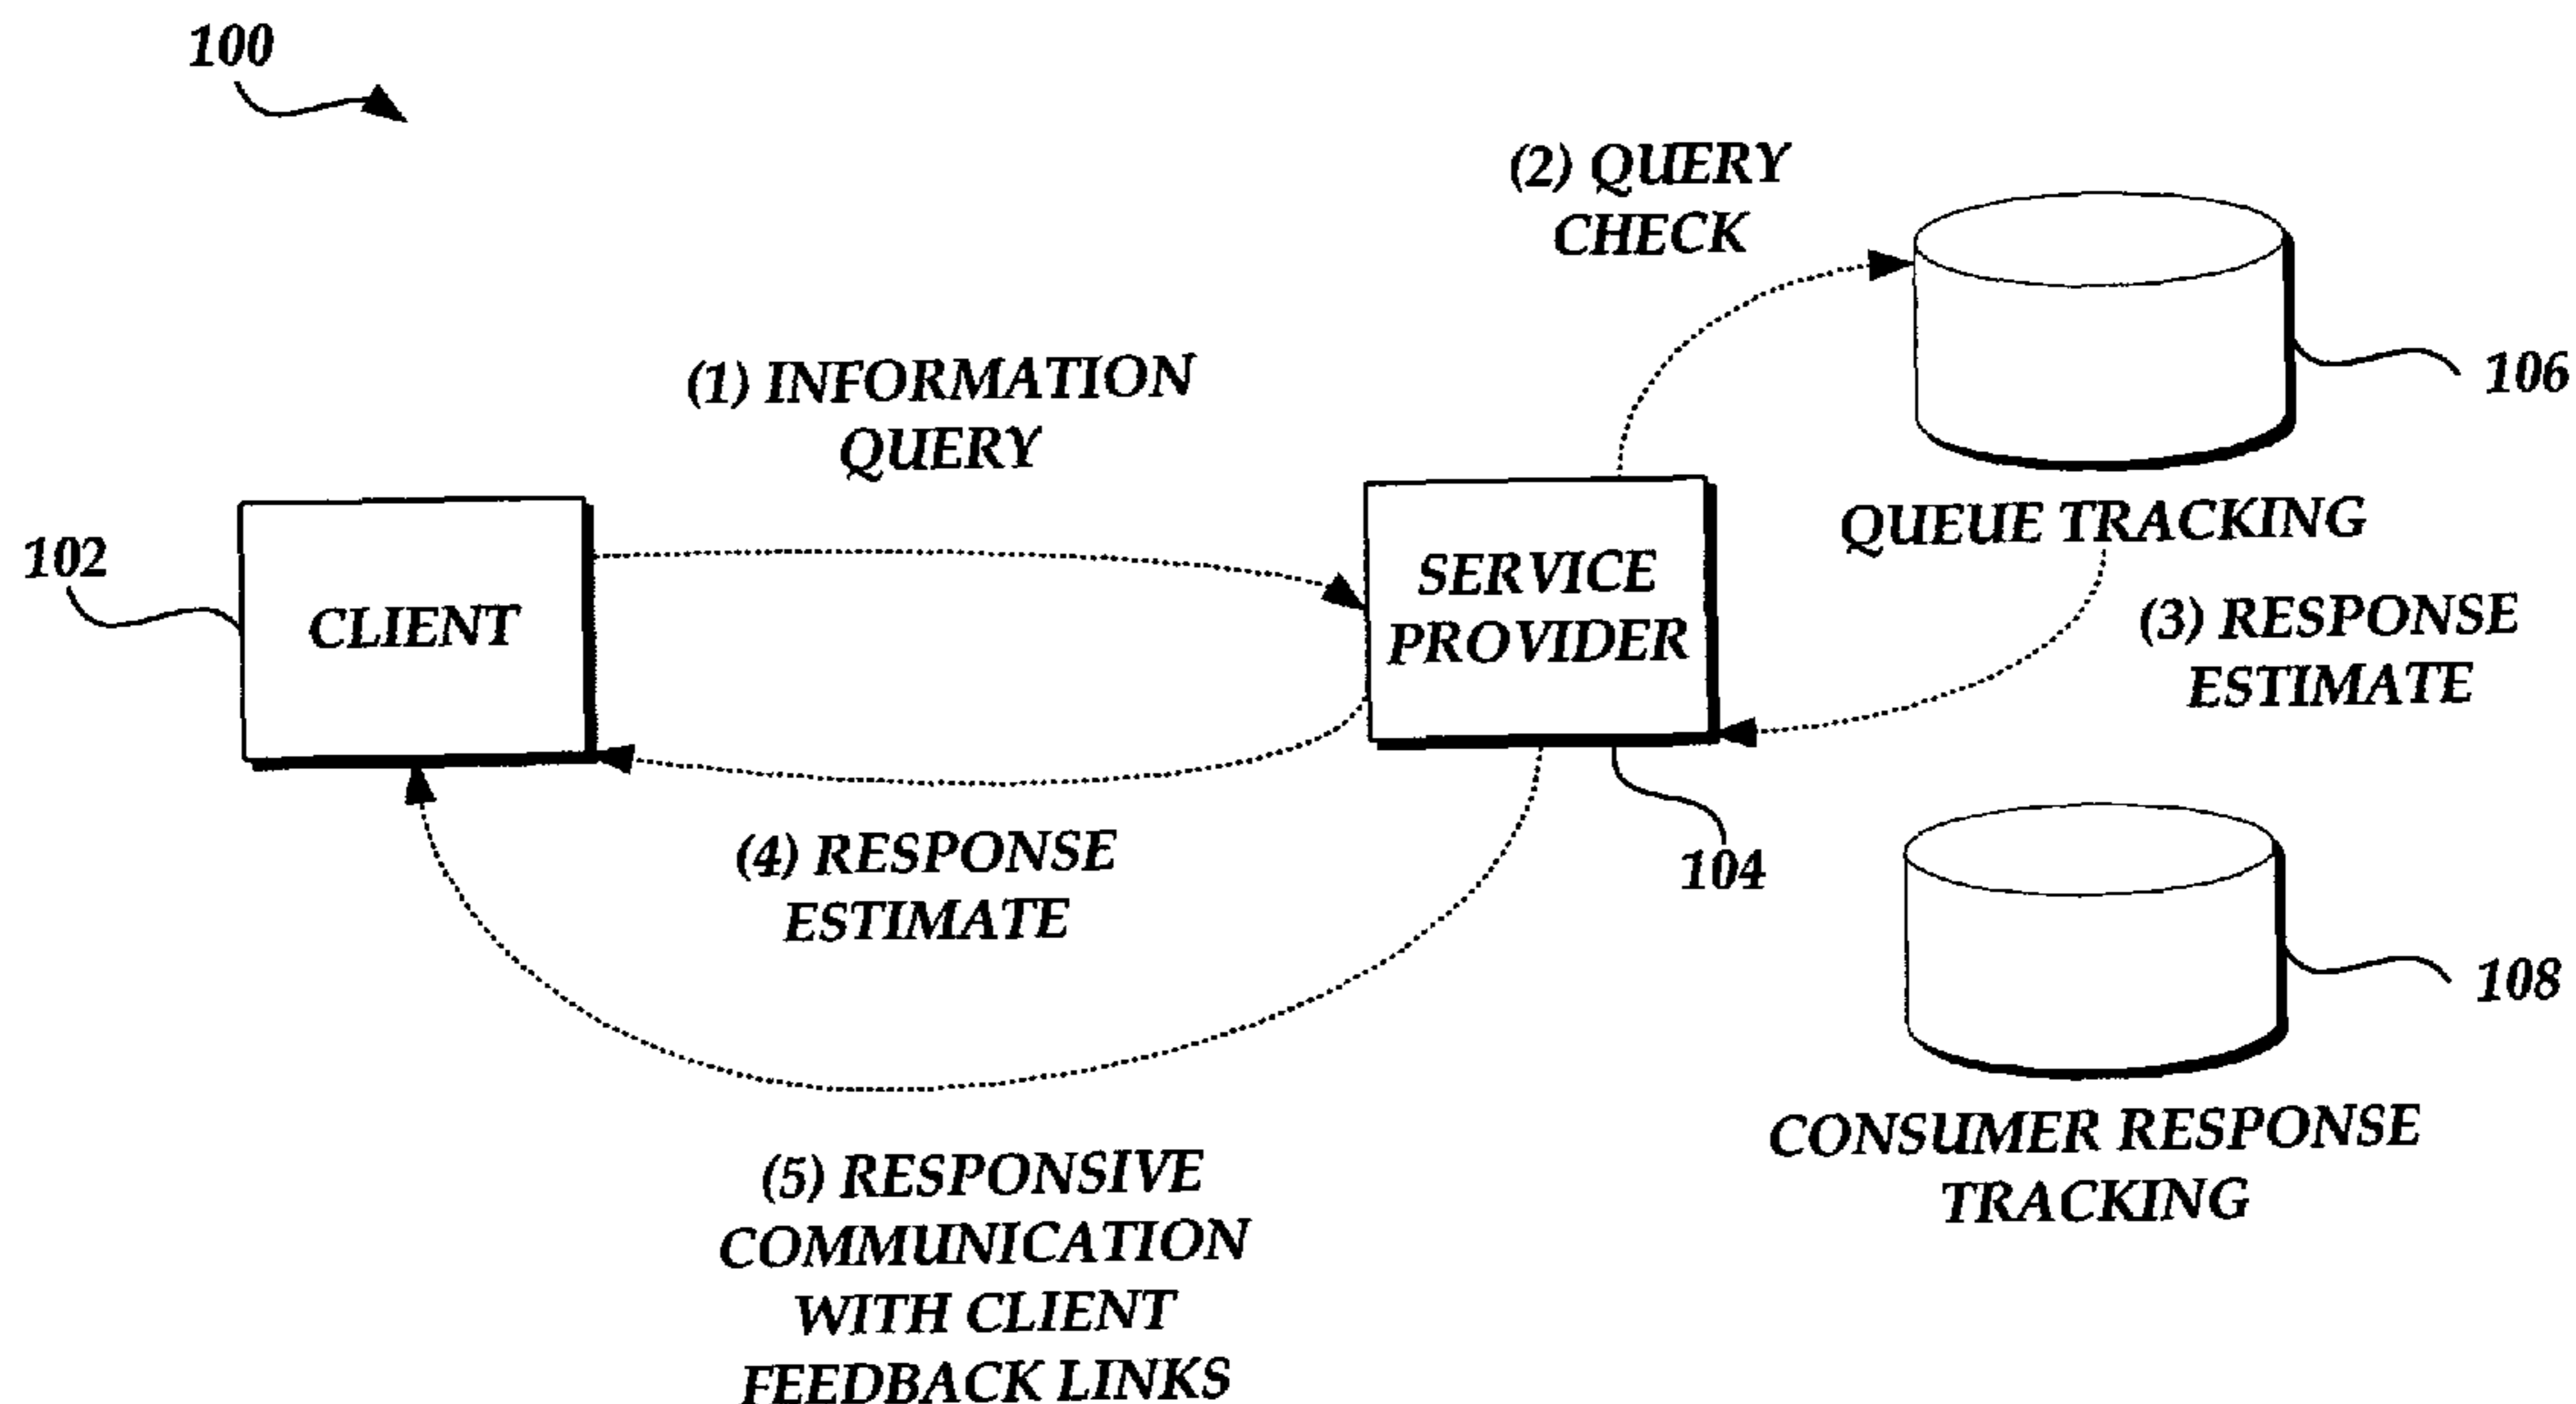 100
(2) QUERY
CHECK
106
(1) INFORMATION
QUERY
QUEUE TRACKING
102
CLIENT
SERVICE
PROVIDER
(3) RESPONSE
ESTIMATE
(4) RESPONSE
ESTIMATE
104
108
CONSUMER RESPONSE
TRACKING
(5) RESPONSIVE
COMMUNICATION
WITH CLIENT
FEEDBACK LINKS